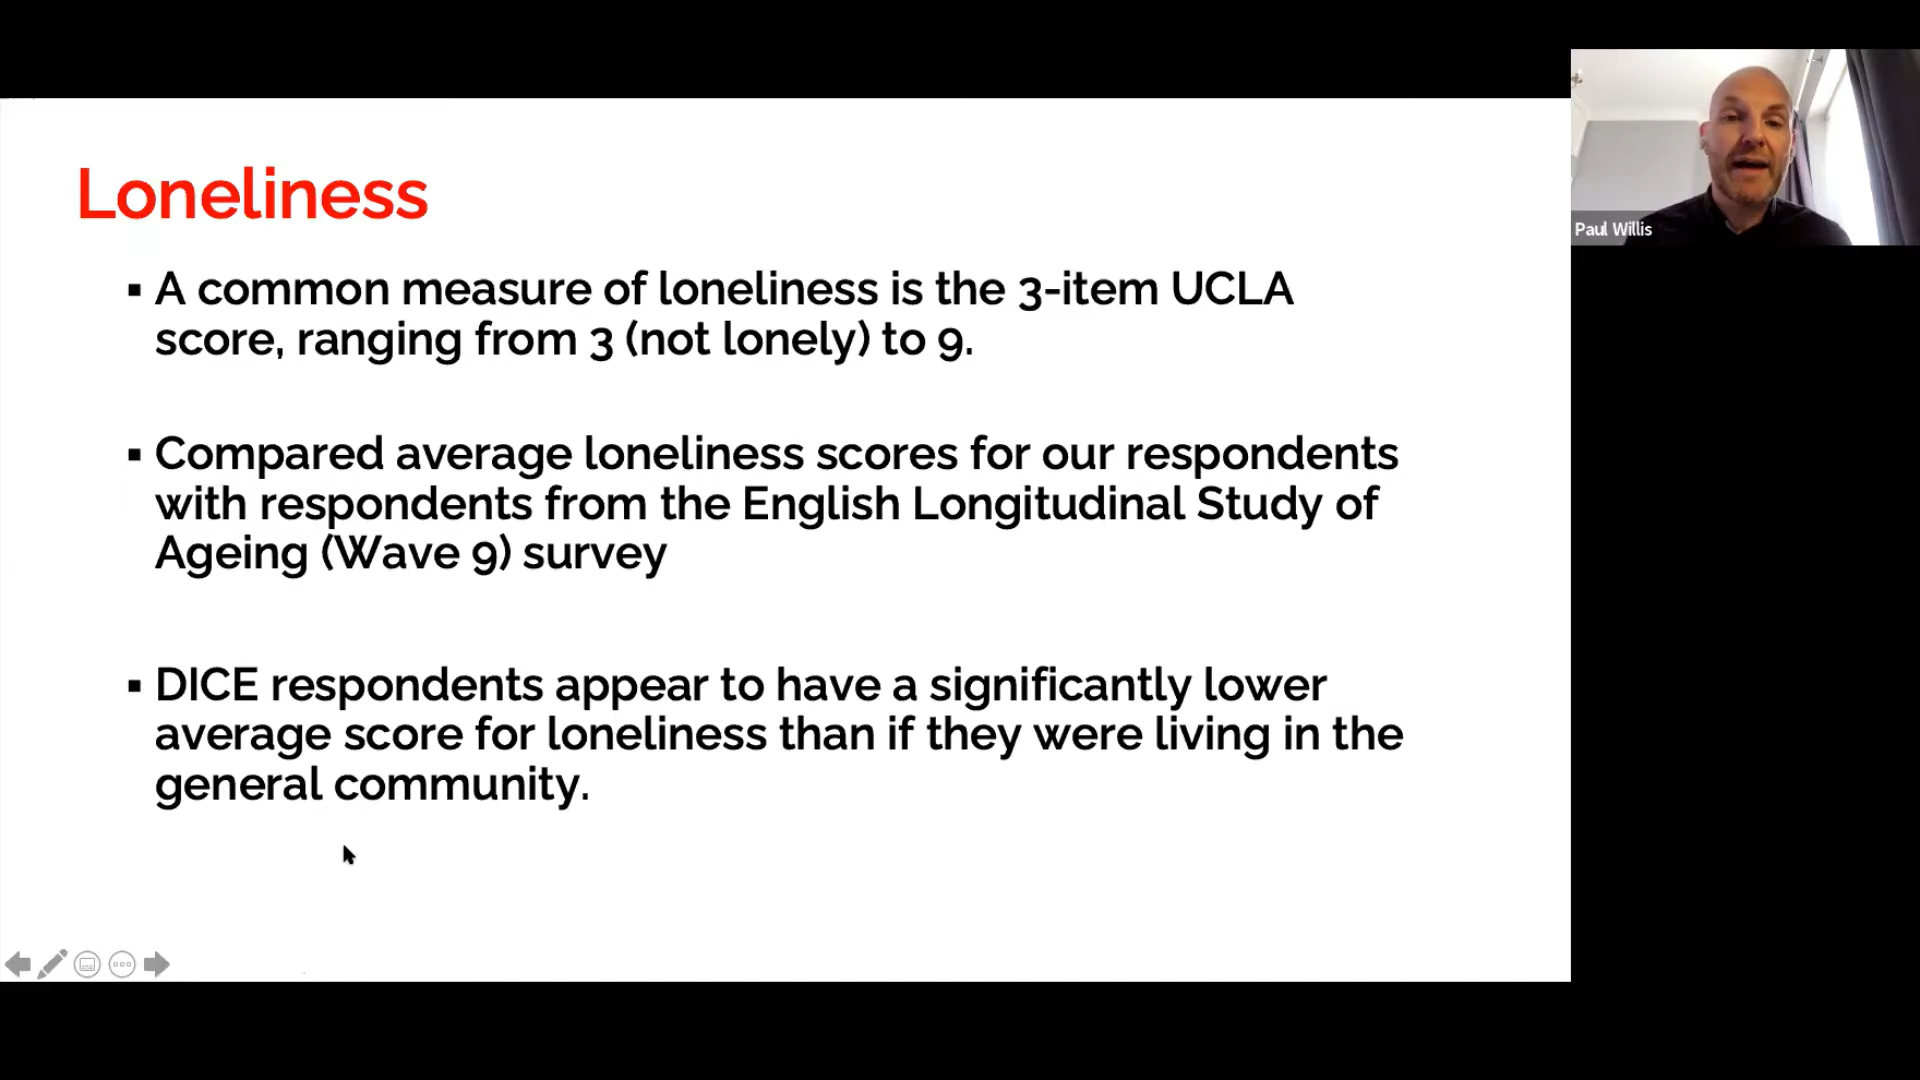 Loneliness
▪ A common measure of loneliness is the 3-item UCLA
score, ranging from 3 (not lonely) to 9.
▪ Compared average loneliness scores for our respondents
with respondents from the English Longitudinal Study of
Ageing (Wave 9) survey
▪ DICE respondents appear to have a significantly lower
average score for loneliness than if they were living in the
general community.
Paul Willis